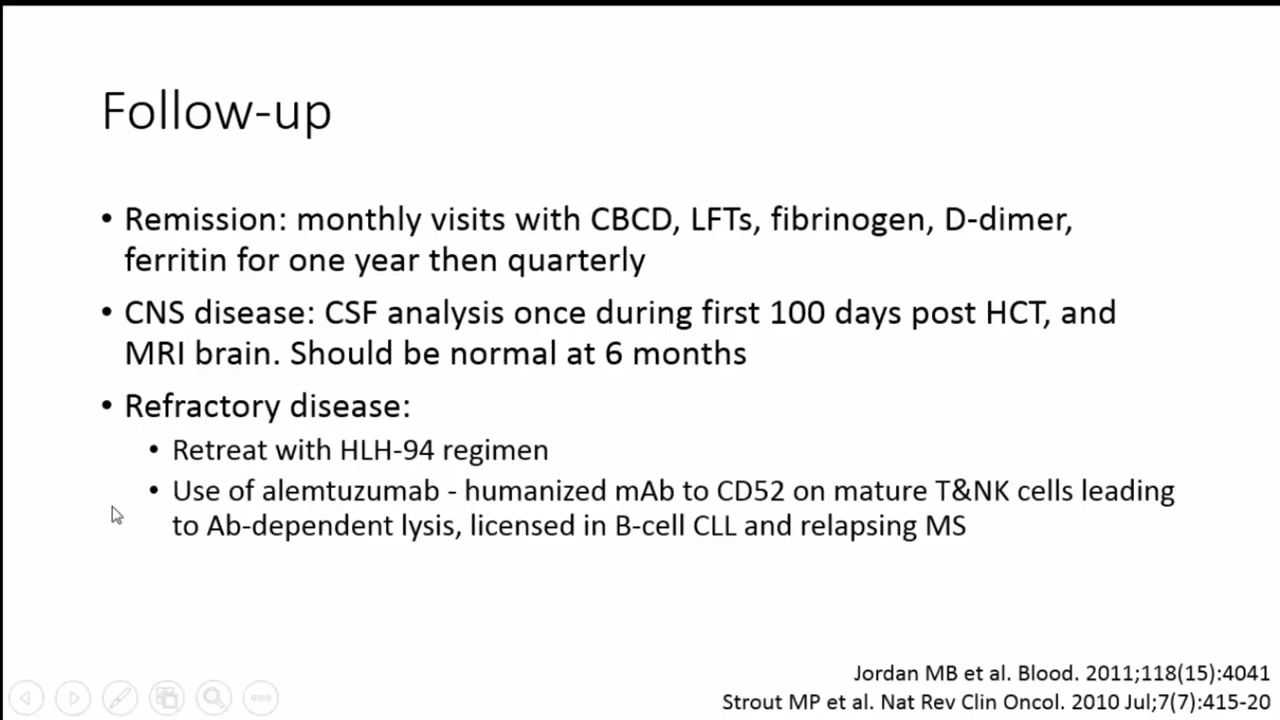 Follow-up
• Remission: monthly visits with CBCD, LFTs, fibrinogen, D-dimer,
ferritin for one year then quarterly
• CNS disease: CSF analysis once during first 100 days post HCT, and
MRI brain. Should be normal at 6 months
• Refractory disease:
• Retreat with HLH-94 regimen
• Use of alemtuzumab - humanized mAb to CD52 on mature T&NK cells leading
to Ab-dependent lysis, licensed in B-cell CLL and relapsing MS
Jordan MB et al. Blood. 2011;118(15):4041
Strout MP et al. Nat Rev Clin Oncol. 2010 Jul;7(7):415-20